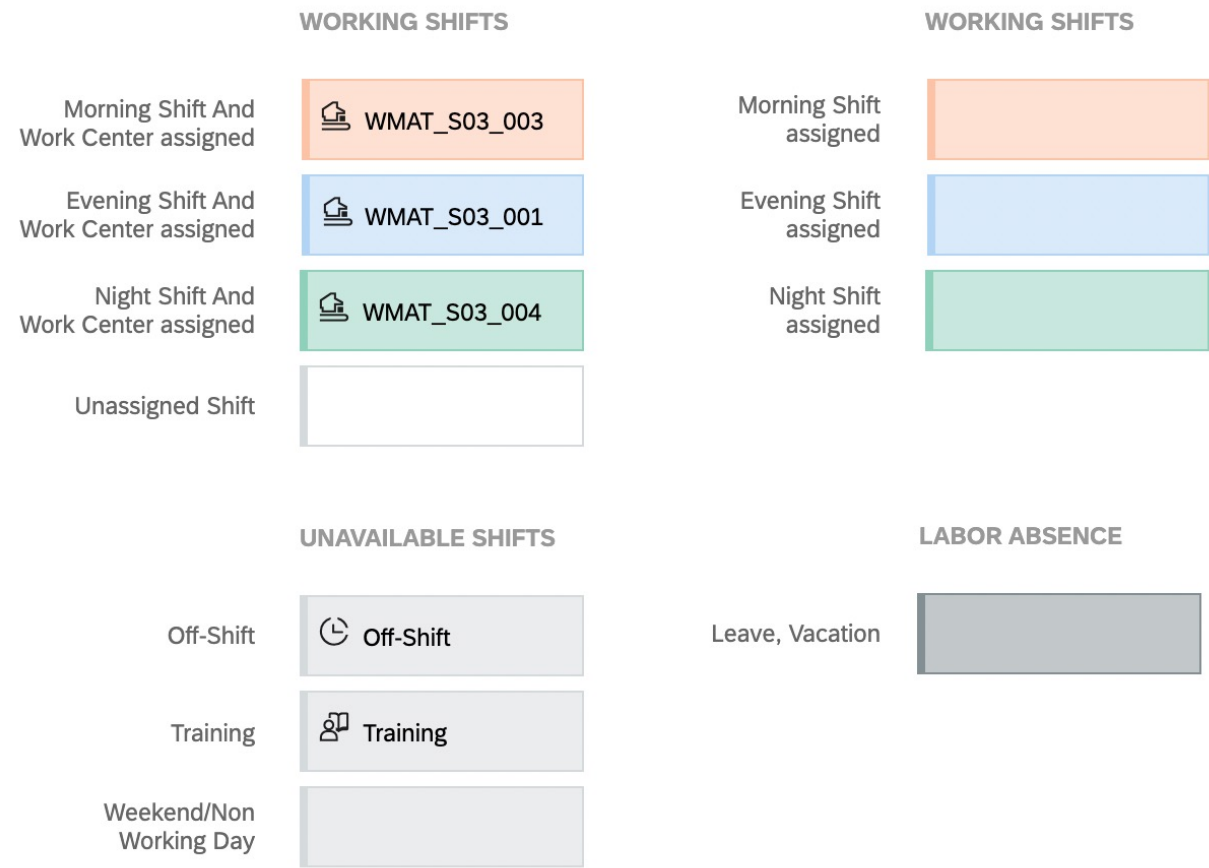 WORKING SHIFTS
Morning Shift And
Work Center assigned
WMAT_S03_003
Evening Shift And
Work Center assigned
WMAT_S03_001
Night Shift And
Work Center assigned
WMAT_S03_004
Unassigned Shift
WORKING SHIFTS
Morning Shift
assigned
Evening Shift
assigned
Night Shift
assigned
UNAVAILABLE SHIFTS
Off-Shift
Off-Shift
Training
Training
Weekend/Non
Working Day
LABOR ABSENCE
Leave, Vacation